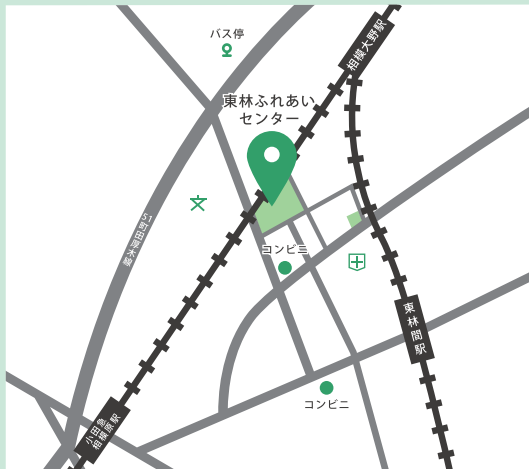 バス停
相模大野駅
東林ふれあい
センター
51町田厚木線
コンビニ
東林間駅
コンビニ
小田急
相模原駅